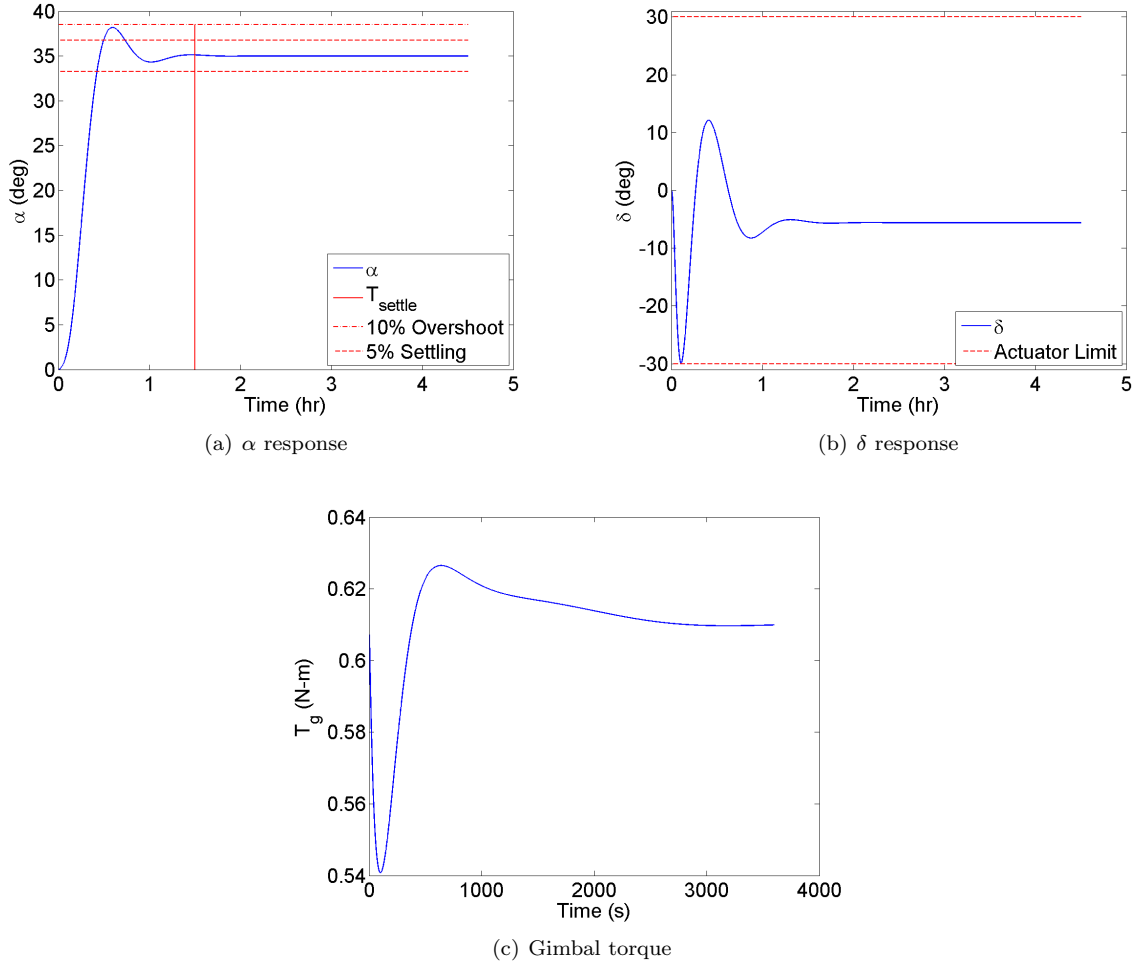 40
35
30
25
20
15
10
5
0
0 1 2 3 4 5
α (deg)
Time (hr)
α
T_settle
10% Overshoot
5% Settling
(a) α response
30
20
10
0
-10
-20
-30
0 1 2 3 4 5
δ (deg)
Time (hr)
δ
Actuator Limit
(b) δ response
0.64
0.62
0.6
0.58
0.56
0.54
0 1000 2000 3000 4000
T_g (N-m)
Time (s)
(c) Gimbal torque